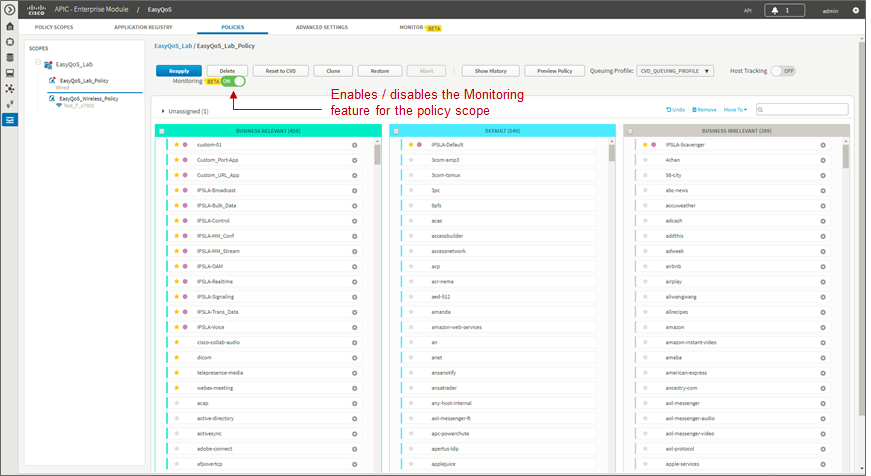 cisco APIC - Enterprise Module / EasyQoS API 1 admin
POLICY SCOPES APPLICATION REGISTRY POLICIES ADVANCED SETTINGS MONITOR BETA
SCOPES
EasyQoS_Lab
EasyQoS_Lab_Policy
Wired
EasyQoS_Wireless_Policy
EasyQoS_Lab / EasyQoS_Lab_Policy
Reapply Delete Reset to CVD Clone Restore Abort Show History Preview Policy Queuing Profile: CVD_QUEUING_PROFILE Host Tracking OFF
Monitoring BETA ON
Enables / disables the Monitoring
feature for the policy scope
Unassigned (1) Undo Remove Move To
BUSINESS RELEVANT (450)
custom-01
Custom_Port-App
Custom_URL_App
IPSLA-Broadcast
IPSLA-Bulk_Data
IPSLA-Control
IPSLA-MM_Conf
IPSLA-MM_Stream
IPSLA-OAM
IPSLA-Realtime
IPSLA-Signaling
IPSLA-Trans_Data
IPSLA-Voice
cisco-collab-audio
dicom
telepresence-media
webex-meeting
acap
active-directory
activesync
adobe-connect
afpovertcp
DEFAULT (549)
IPSLA-Default
3com-amp3
3com-tsmux
3pc
9pfs
acas
accessbuilder
accessnetwork
acp
acr-nema
aed-512
amanda
amazon-web-services
an
anet
ansanotify
ansatrader
any-host-internal
aol-messenger-ft
apc-powerchute
apertus-ldp
applejuice
BUSINESS IRRELEVANT (389)
IPSLA-Scavenger
4chan
58-city
abc-news
accuweather
adcash
addthis
adweek
airbnb
airplay
aliwangwang
allrecipes
amazon
amazon-instant-video
ameba
american-express
ancestry-com
aol-messenger
aol-messenger-audio
aol-messenger-video
aol-protocol
apple-services